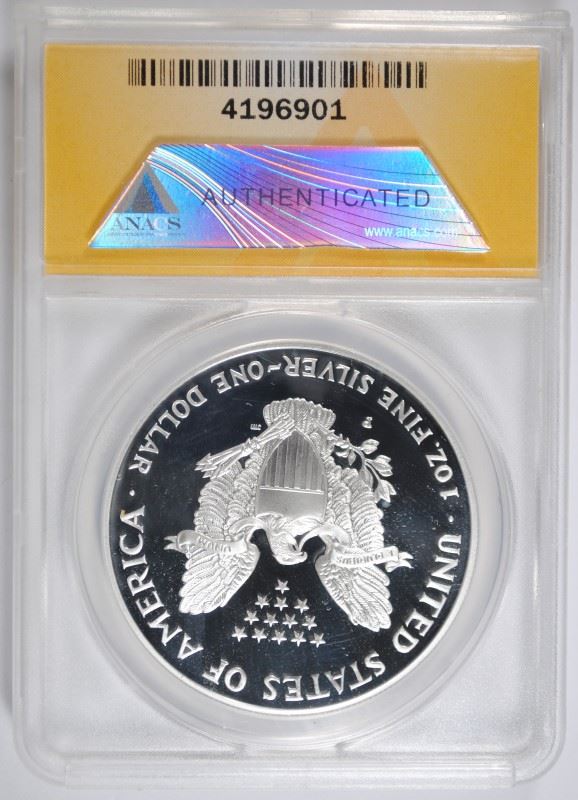 4196901
AUTHENTICATED
ANACS
www.anacs.com
UNITED STATES OF AMERICA
1 OZ. FINE SILVER~ONE DOLLAR